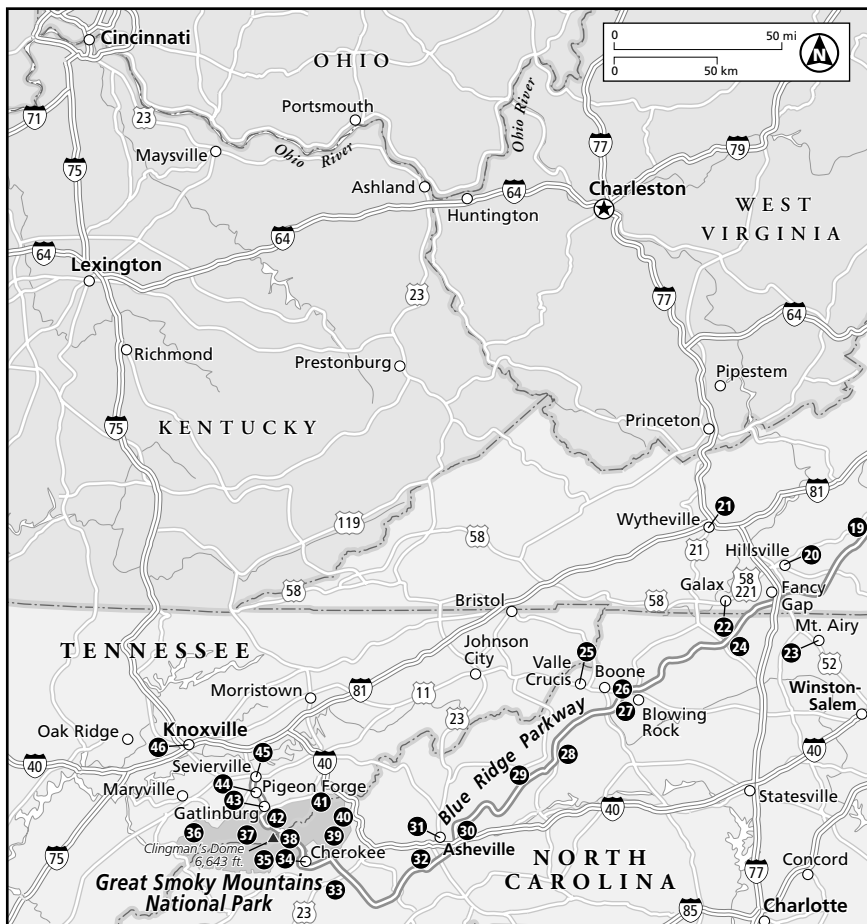 Cincinnati
OHIO
0 50 mi
0 50 km
N
71
23
Portsmouth
Ohio River
77
79
75
Maysville
Ohio River
Ashland
64
Charleston
Huntington
WEST
VIRGINIA
64
64
Lexington
23
77
64
Richmond
Prestonburg
Pipestem
75
KENTUCKY
Princeton
81
119
Wytheville
21
19
58
21
Hillsville
20
58
Galax
58
221
Fancy
Gap
Bristol
58
22
Mt. Airy
TENNESSEE
Johnson
City
25
24
23
52
Valle
Crucis
Boone
26
Morristown
81
11
27
Blowing
Rock
Winston-
Salem
Oak Ridge
Knoxville
46
45
23
Blue Ridge Parkway
28
40
40
Sevierville
40
29
Maryville
44
Pigeon Forge
43
41
Gatlinburg
42
40
40
Statesville
36
37
38
39
31
30
Asheville
Clingman's Dome
6,643 ft.
75
35
34
Cherokee
32
NORTH
CAROLINA
77
Concord
Great Smoky Mountains
National Park
33
23
85
Charlotte